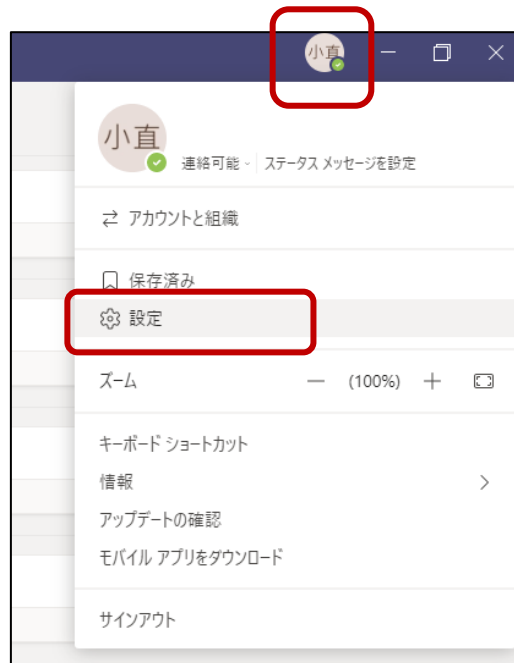 小直
小直
連絡可能 ステータス メッセージを設定
アカウントと組織
保存済み
設定
ズーム (100%)
キーボード ショートカット
情報
アップデートの確認
モバイル アプリをダウンロード
サインアウト